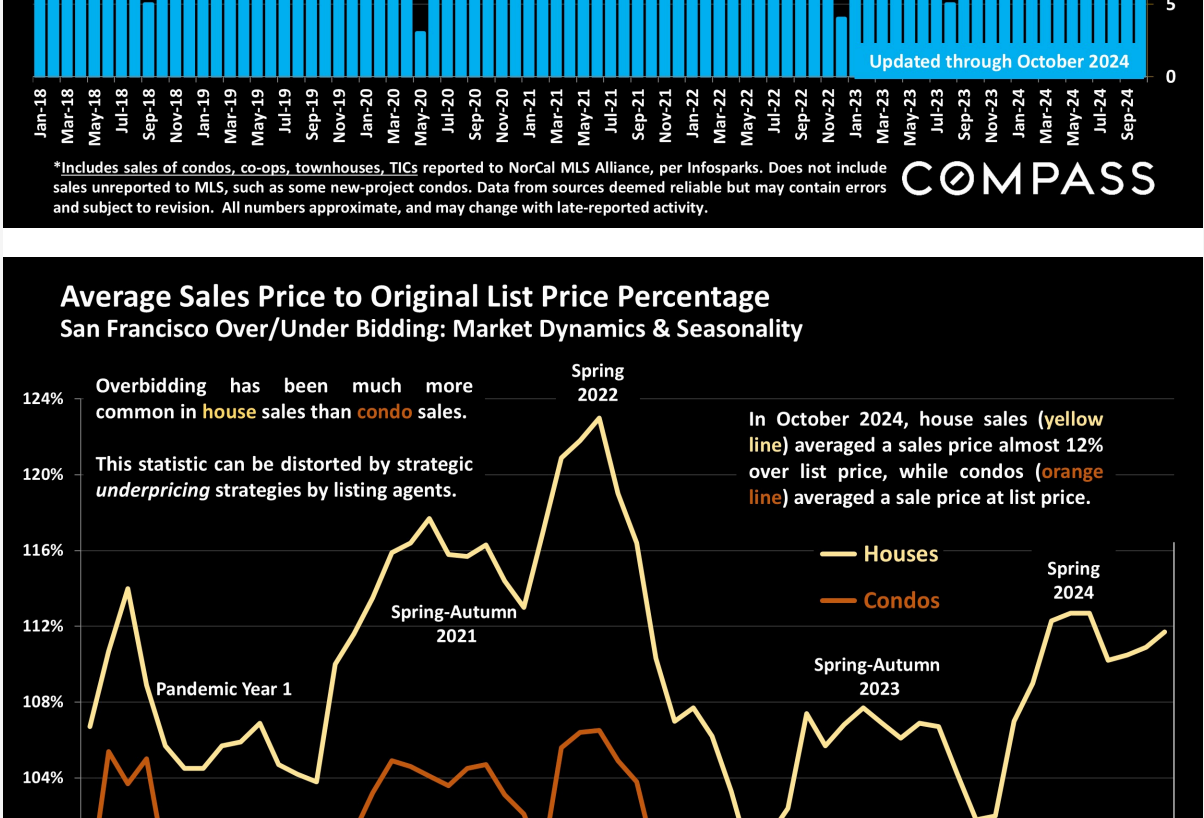 5
Updated through October 2024
0
Jan-18
Mar-18
May-18
Jul-18
Sep-18
Nov-18
Jan-19
Mar-19
May-19
Jul-19
Sep-19
Nov-19
Jan-20
Mar-20
May-20
Jul-20
Sep-20
Nov-20
Jan-21
Mar-21
May-21
Jul-21
Sep-21
Nov-21
Jan-22
Mar-22
May-22
Jul-22
Sep-22
Nov-22
Jan-23
Mar-23
May-23
Jul-23
Sep-23
Nov-23
Jan-24
Mar-24
May-24
Jul-24
Sep-24
*Includes sales of condos, co-ops, townhouses, TICs reported to NorCal MLS Alliance, per Infosparks. Does not include
sales unreported to MLS, such as some new-project condos. Data from sources deemed reliable but may contain errors
and subject to revision. All numbers approximate, and may change with late-reported activity.
COMPASS
Average Sales Price to Original List Price Percentage
San Francisco Over/Under Bidding: Market Dynamics & Seasonality
Overbidding has been much more
common in house sales than condo sales.
This statistic can be distorted by strategic
underpricing strategies by listing agents.
Spring
2022
In October 2024, house sales (yellow
line) averaged a sales price almost 12%
over list price, while condos (orange
line) averaged a sale price at list price.
Houses
Condos
Spring
2024
Spring-Autumn
2021
Spring-Autumn
2023
Pandemic Year 1
124%
120%
116%
112%
108%
104%